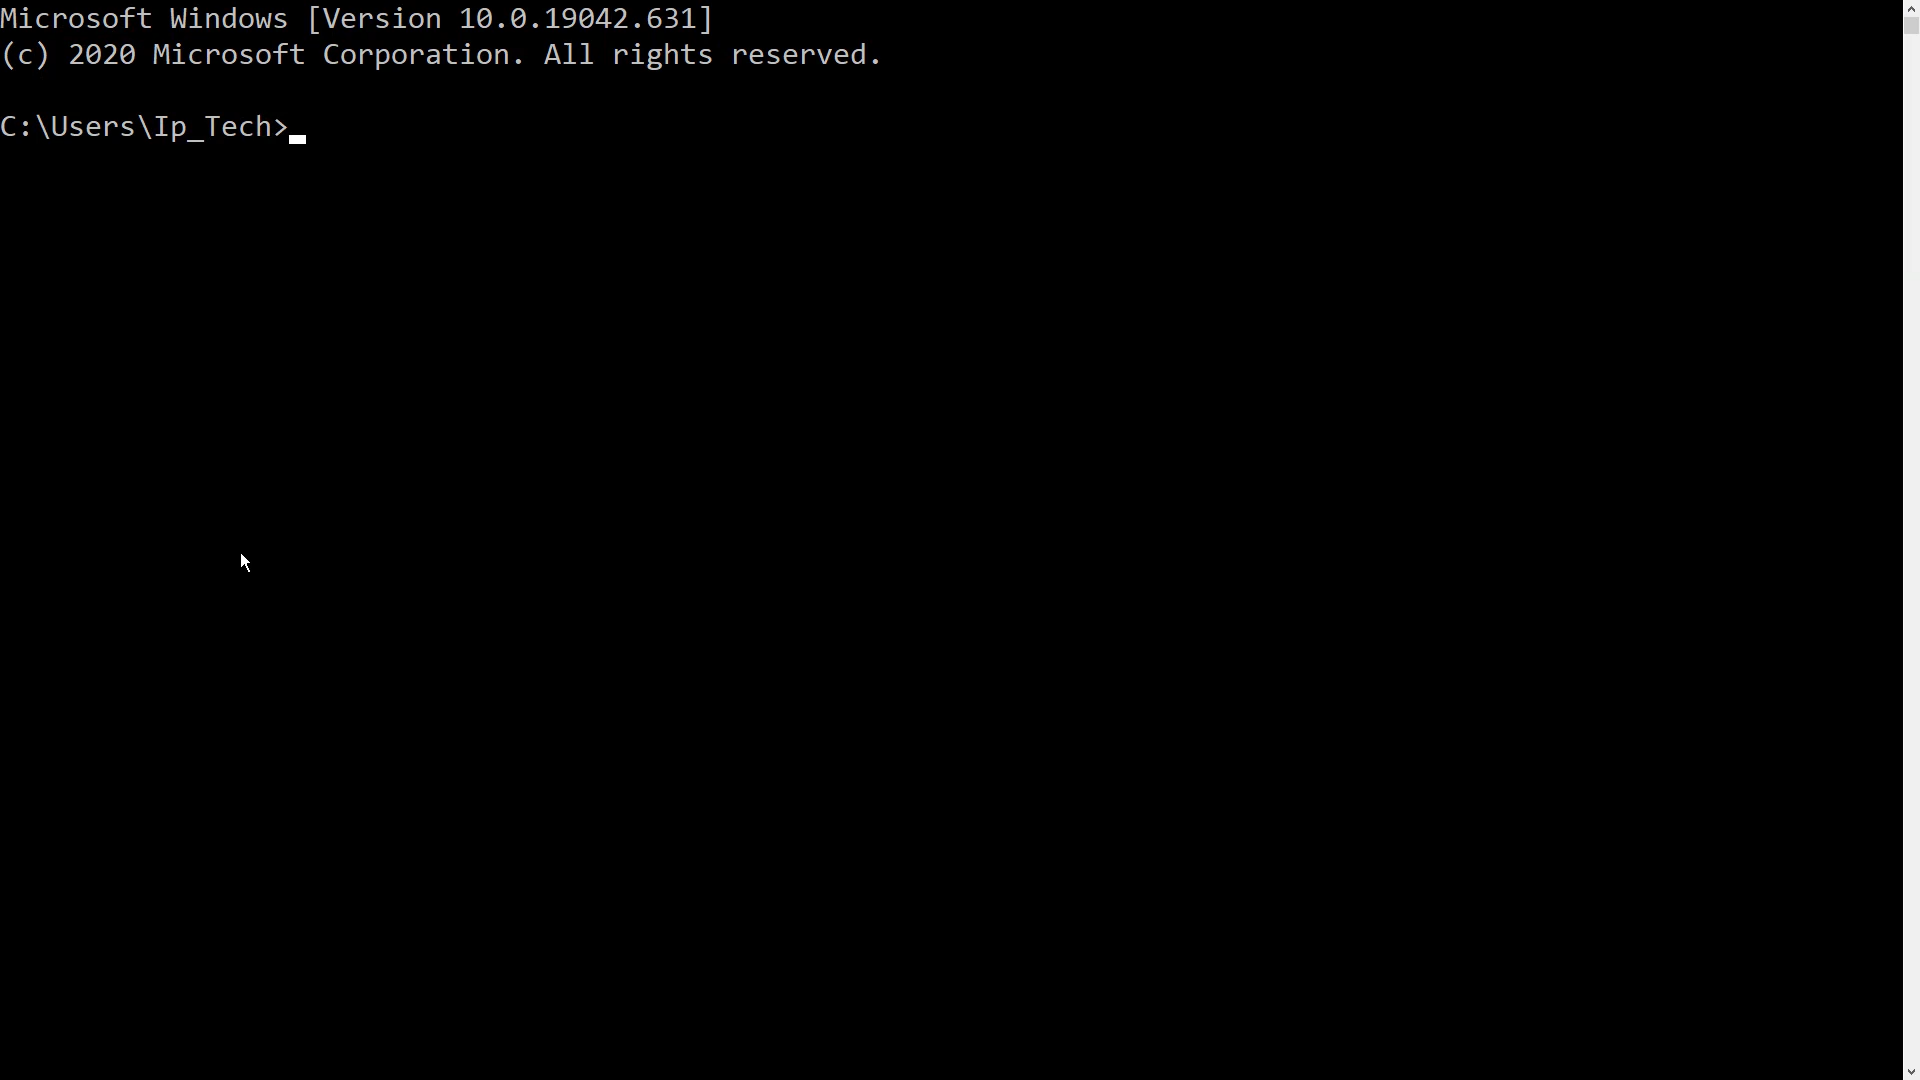 Microsoft Windows [Version 10.0.19042.631]
(c) 2020 Microsoft Corporation. All rights reserved.
C:\Users\Ip_Tech>